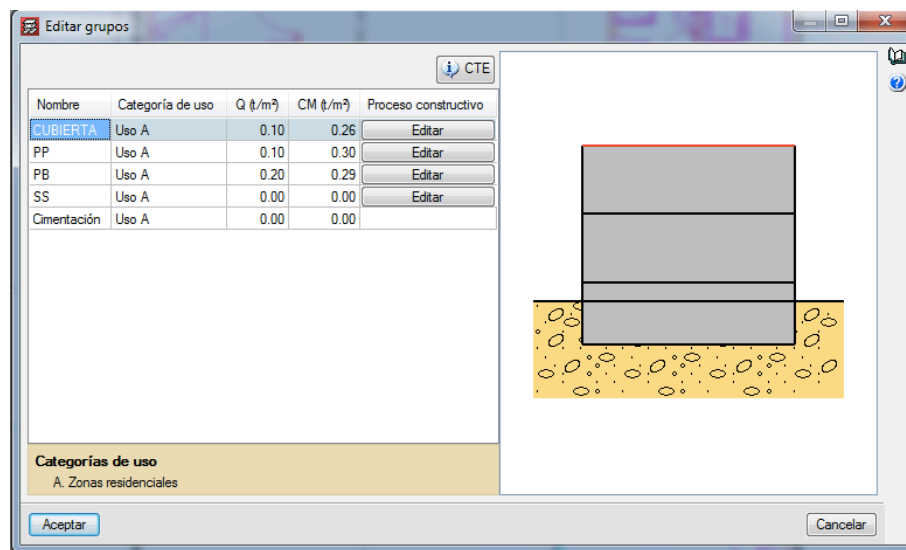 Editar grupos
CTE
Nombre Categoría de uso Q (t/m²) CM (t/m²) Proceso constructivo
CUBIERTA Uso A 0.10 0.26 Editar
PP Uso A 0.10 0.30 Editar
PB Uso A 0.20 0.29 Editar
SS Uso A 0.00 0.00 Editar
Cimentación Uso A 0.00 0.00
Categorías de uso
A. Zonas residenciales
Aceptar Cancelar